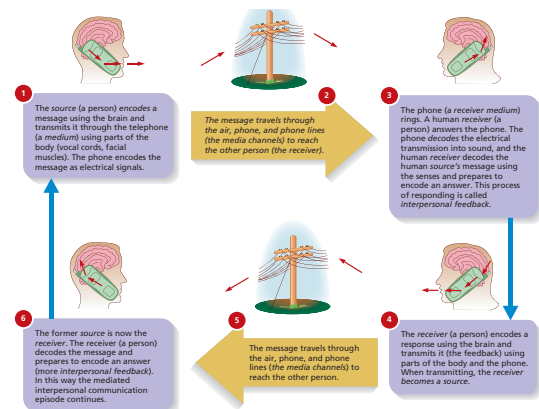 1
The source (a person) encodes a
message using the brain and
transmits it through the telephone
(a medium) using parts of the
body (vocal cords, facial
muscles). The phone encodes the
message as electrical signals.
2
The message travels through
the air, phone, and phone lines
(the media channels) to reach
the other person (the receiver).
3
The phone (a receiver medium)
rings. A human receiver (a
person) answers the phone. The
phone decodes the electrical
transmission into sound, and the
human receiver decodes the
human source's message using
the senses and prepares to
encode an answer. This process
of responding is called
interpersonal feedback.
4
The receiver (a person) encodes a
response using the brain and
transmits it (the feedback) using
parts of the body and the phone.
When transmitting, the receiver
becomes a source.
5
The message travels through
the air, phone, and phone
lines (the media channels) to
reach the other person.
6
The former source is now the
receiver. The receiver (a person)
decodes the message and
prepares to encode an answer
(more interpersonal feedback).
In this way the mediated
interpersonal communication
episode continues.